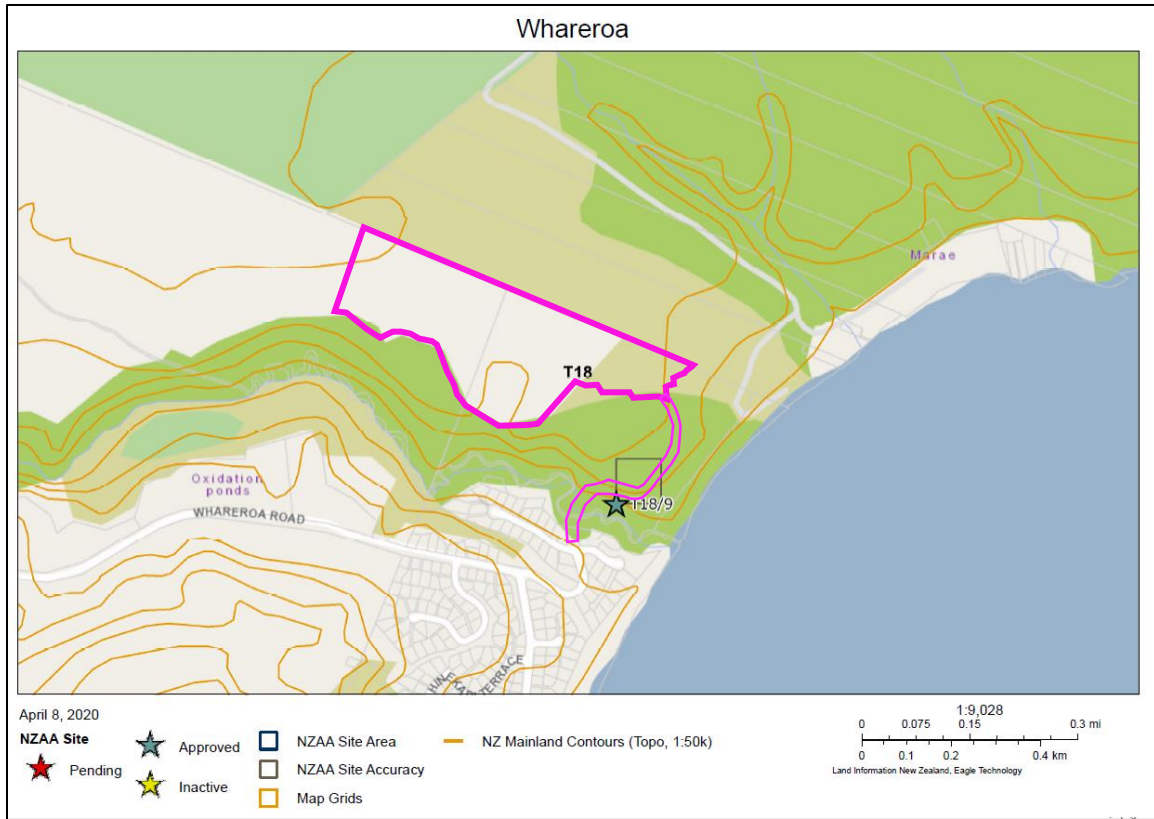 Whareroa
Marae
T18
Oxidation
ponds
T18/9
WHAREROA ROAD
TERRACE
April 8, 2020
NZAA Site
Pending
Approved
Inactive
NZAA Site Area
NZAA Site Accuracy
Map Grids
NZ Mainland Contours (Topo, 1:50k)
1:9,028
0 0.075 0.15 0.3 mi
0 0.1 0.2 0.4 km
Land Information New Zealand, Eagle Technology